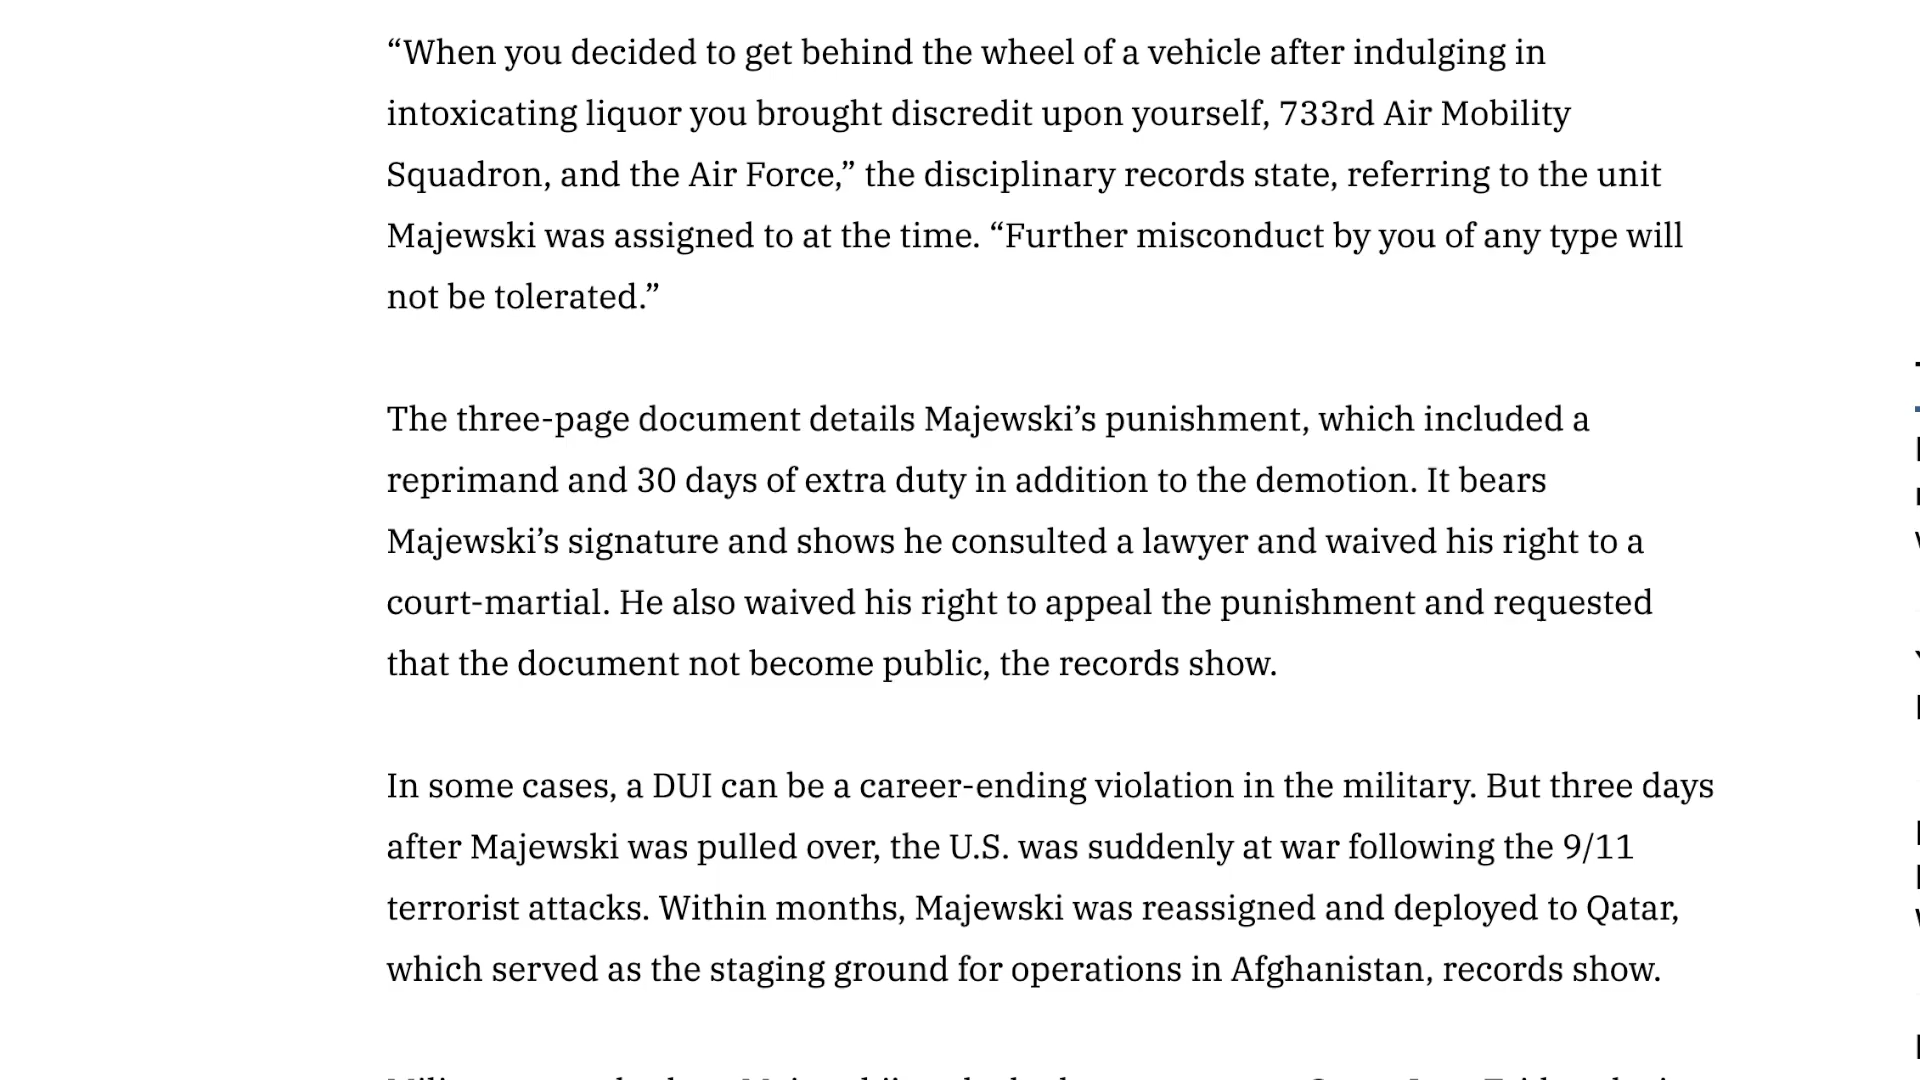 “When you decided to get behind the wheel of a vehicle after indulging in
intoxicating liquor you brought discredit upon yourself, 733rd Air Mobility
Squadron, and the Air Force,” the disciplinary records state, referring to the unit
Majewski was assigned to at the time. “Further misconduct by you of any type will
not be tolerated.”
The three-page document details Majewski’s punishment, which included a
reprimand and 30 days of extra duty in addition to the demotion. It bears
Majewski’s signature and shows he consulted a lawyer and waived his right to a
court-martial. He also waived his right to appeal the punishment and requested
that the document not become public, the records show.
In some cases, a DUI can be a career-ending violation in the military. But three days
after Majewski was pulled over, the U.S. was suddenly at war following the 9/11
terrorist attacks. Within months, Majewski was reassigned and deployed to Qatar,
which served as the staging ground for operations in Afghanistan, records show.